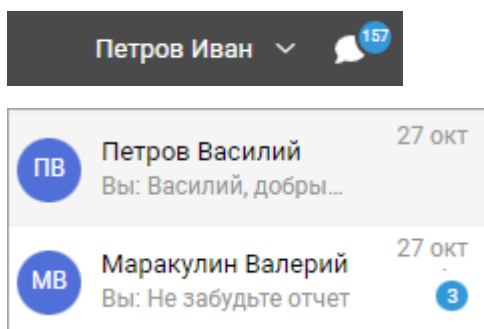 Петров Иван 157
ПВ Петров Василий 27 окт
Вы: Василий, добры...
МВ Маракулин Валерий 27 окт
Вы: Не забудьте отчет 3